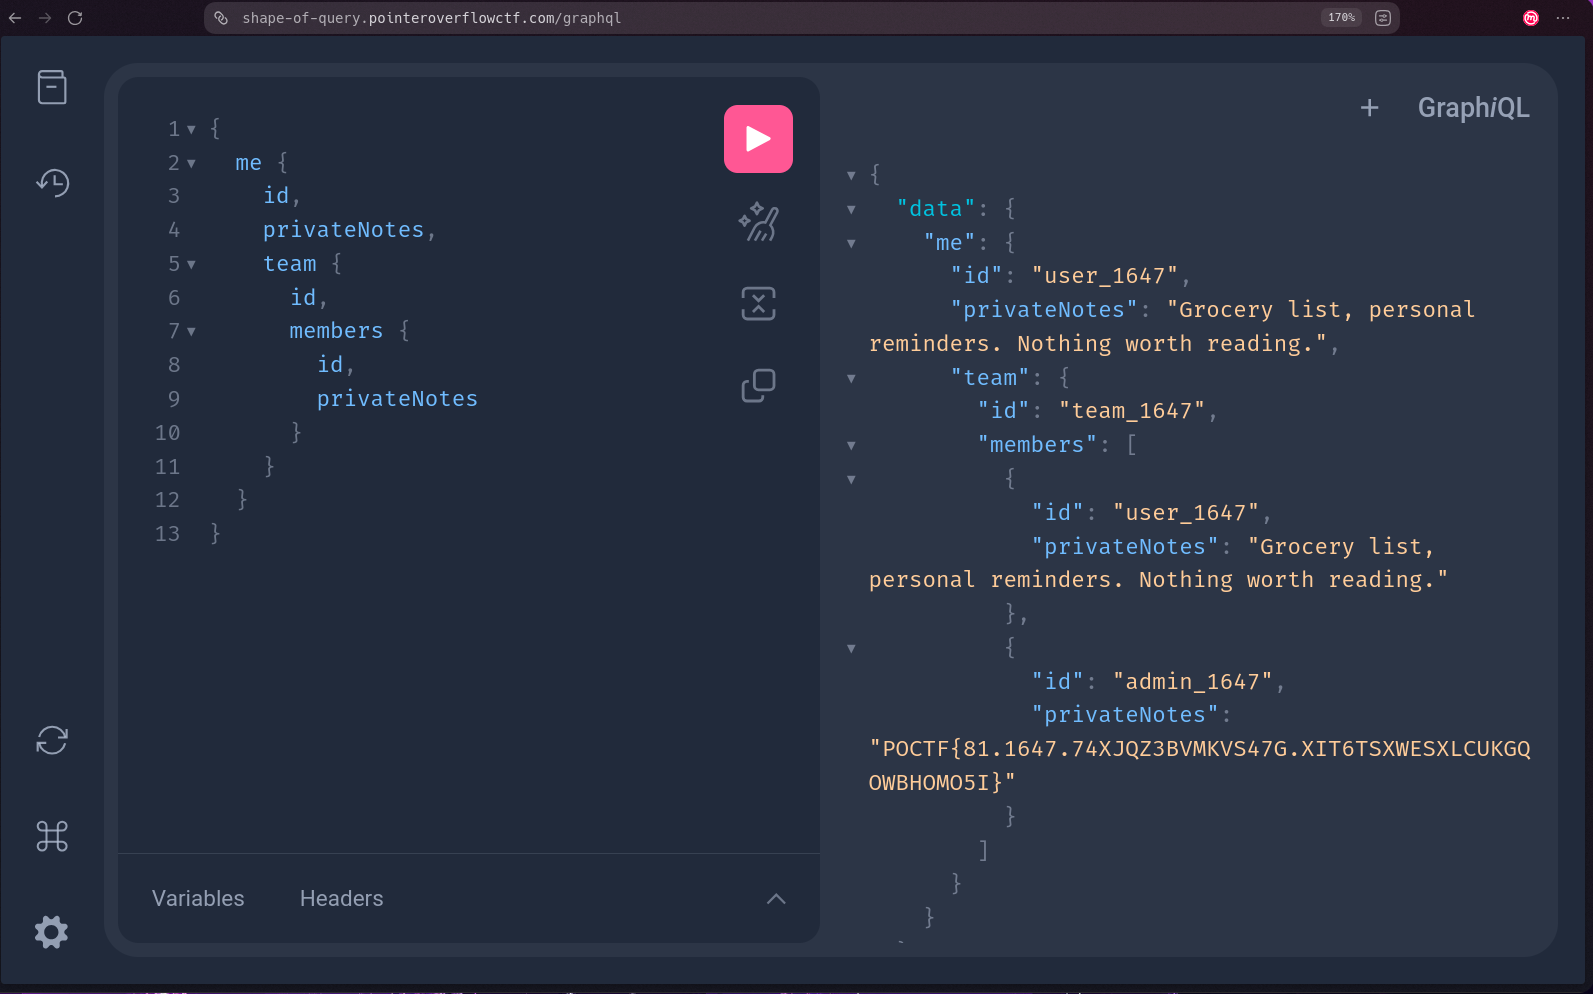 shape-of-query.pointeroverflowctf.com/graphql
170%
1 {
2 me {
3 id,
4 privateNotes,
5 team {
6 id,
7 members {
8 id,
9 privateNotes
10 }
11 }
12 }
13 }
Variables Headers
+ GraphiQL
{
"data": {
"me": {
"id": "user_1647",
"privateNotes": "Grocery list, personal
reminders. Nothing worth reading.",
"team": {
"id": "team_1647",
"members": [
{
"id": "user_1647",
"privateNotes": "Grocery list,
personal reminders. Nothing worth reading."
},
{
"id": "admin_1647",
"privateNotes":
"POCTF{81.1647.74XJQZ3BVMKVS47G.XIT6TSXWESXLCUKGQ
OWBHOMO5I}"
}
]
}
}